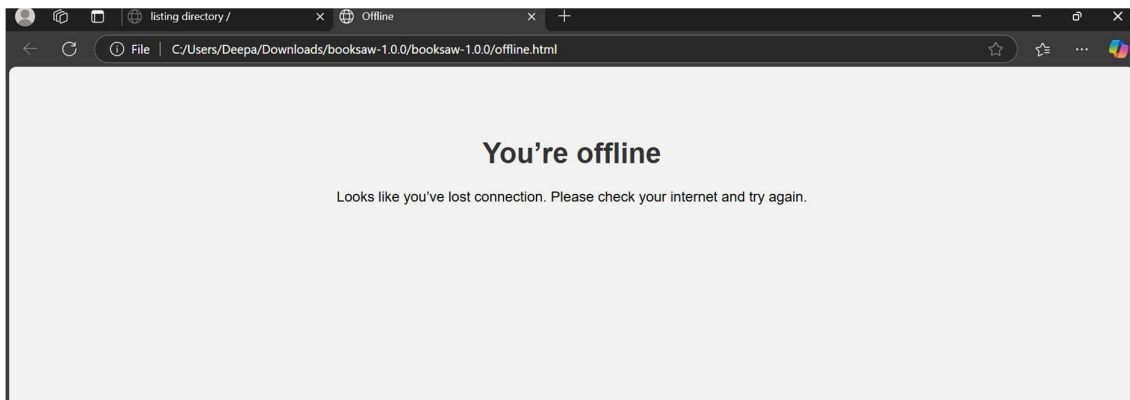 listing directory /
Offline
File | C:/Users/Deepa/Downloads/booksaw-1.0.0/booksaw-1.0.0/offline.html
You’re offline
Looks like you’ve lost connection. Please check your internet and try again.